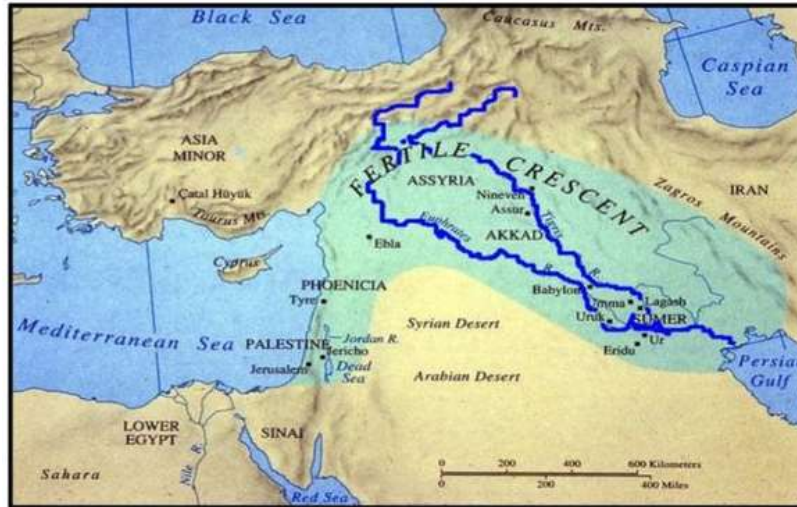 Black Sea
Caucasus Mts.
Caspian
Sea
ASIA
MINOR
FERTILE CRESCENT
ASSYRIA
Zagros Mountains
IRAN
Çatal Hüyük
Taurus Mts.
Nineveh
Assur
Tigris R.
Euphrates R.
AKKAD
Ebla
Cyprus
PHOENICIA
Tyre
Babylon
Umma
Lagash
SUMER
Uruk
Ur
Eridu
Mediterranean Sea
Syrian Desert
PALESTINE
Jordan R.
Jericho
Dead
Sea
Jerusalem
Arabian Desert
Persian
Gulf
LOWER
EGYPT
SINAI
Nile R.
Sahara
Red Sea
0 200 400 600 Kilometers
0 200 400 Miles